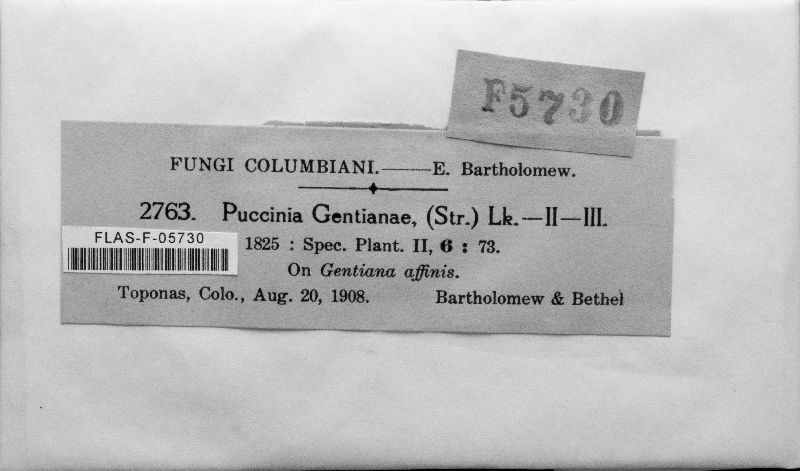 F5730
FUNGI COLUMBIANI.——E. Bartholomew.
2763. Puccinia Gentianae, (Str.) Lk.—II—III.
FLAS-F-05730
1825 : Spec. Plant. II, 6 : 73.
On Gentiana affinis.
Toponas, Colo., Aug. 20, 1908. Bartholomew & Bethel